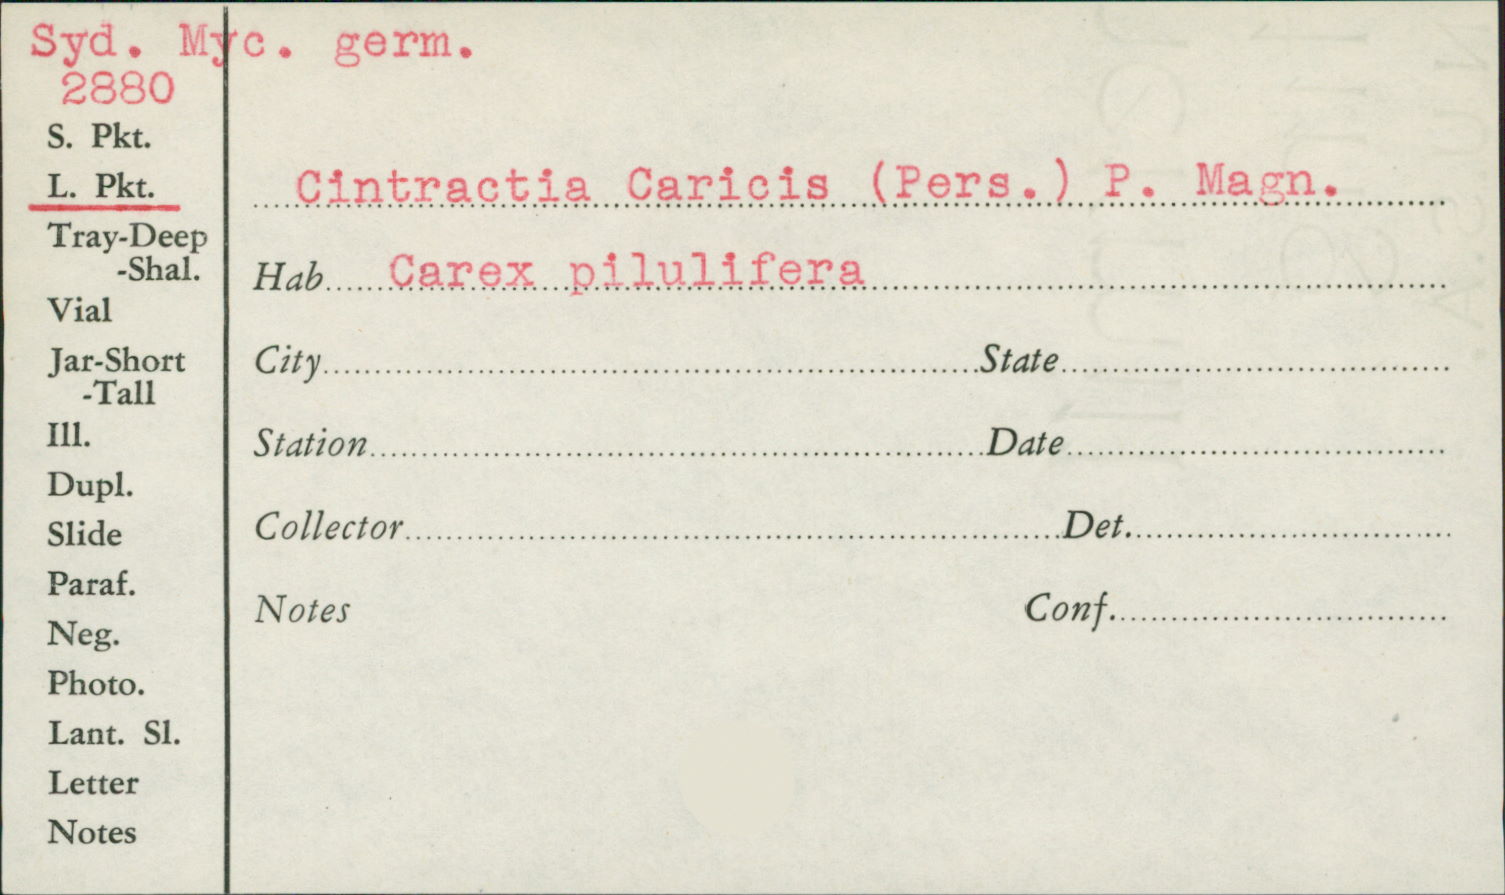 Syd. Myc. germ.
2880
S. Pkt.
L. Pkt.
Tray-Deep
-Shal.
Vial
Jar-Short
-Tall
Ill.
Dupl.
Slide
Paraf.
Neg.
Photo.
Lant. Sl.
Letter
Notes
Cintractia Caricis (Pers.) P. Magn.
Hab Carex pilulifera
City State
Station Date
Collector Det.
Notes Conf.